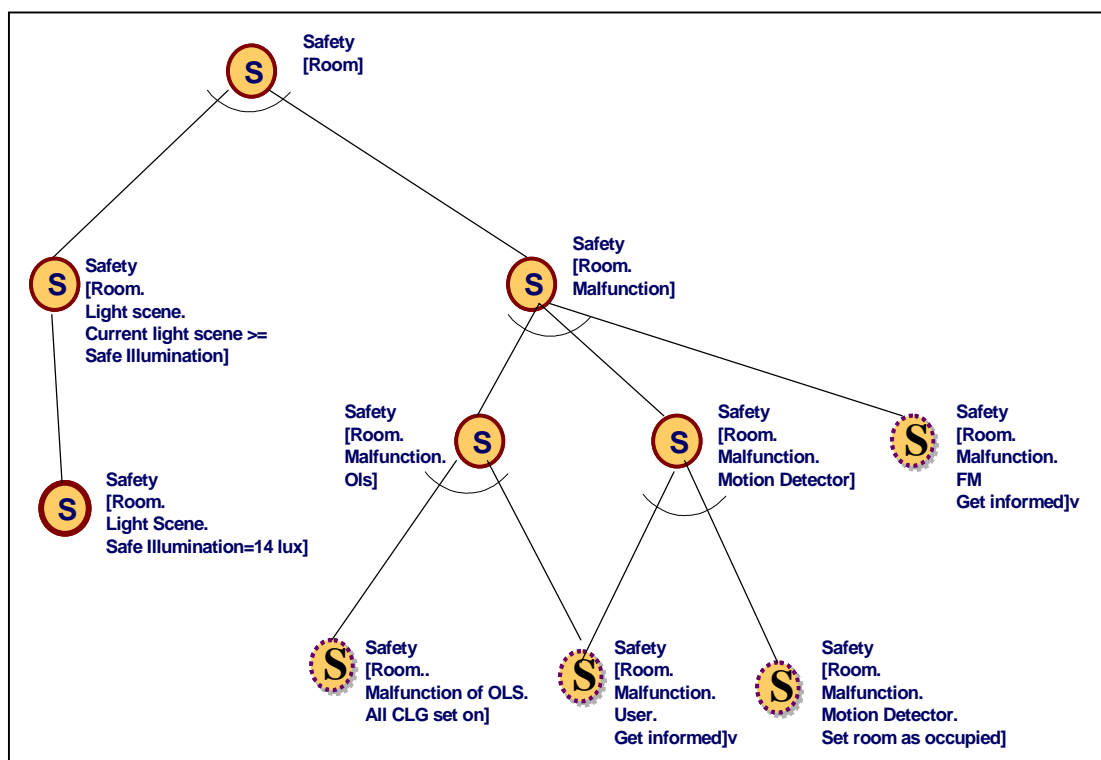 Safety
[Room]
S
Safety
[Room.
Light scene.
Current light scene >=
Safe Illumination]
S
Safety
[Room.
Malfunction]
S
Safety
[Room.
Malfunction.
Ols]
S
Safety
[Room.
Malfunction.
Motion Detector]
S
Safety
[Room.
Malfunction.
FM
Get informed]v
S
Safety
[Room.
Light Scene.
Safe Illumination=14 lux]
S
Safety
[Room..
Malfunction of OLS.
All CLG set on]
S
Safety
[Room.
Malfunction.
User.
Get informed]v
S
Safety
[Room.
Malfunction.
Motion Detector.
Set room as occupied]
S